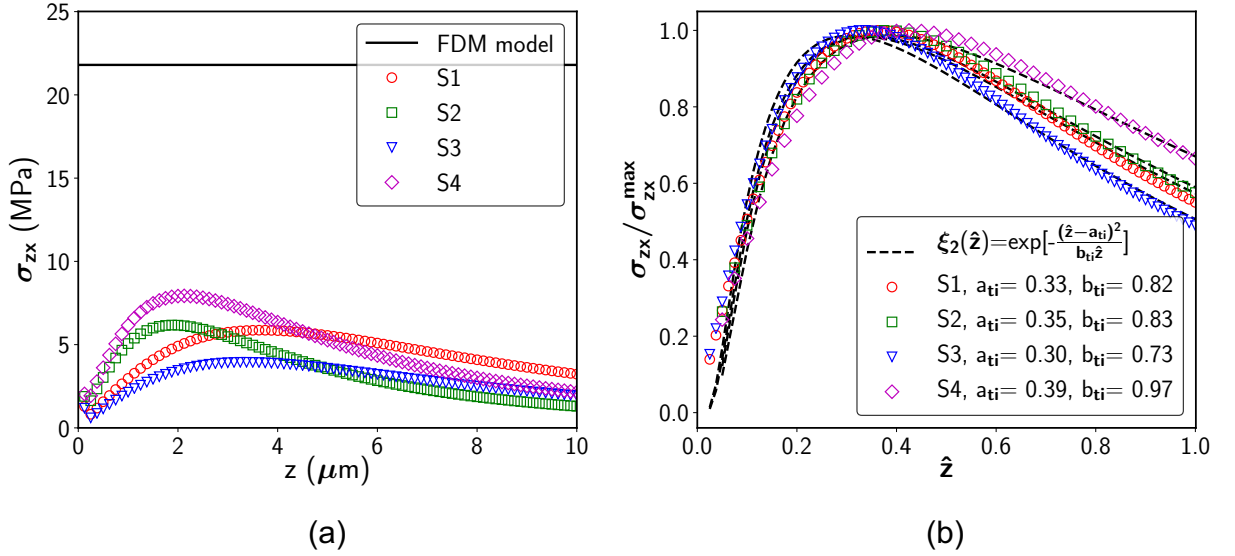 25
20
15
10
5
0
σzx (MPa)
FDM model
S1
S2
S3
S4
0 2 4 6 8 10
z (μm)
(a)
1.0
0.8
0.6
0.4
0.2
0.0
σzx/σzx^max
ξ2(ẑ)=exp[-(ẑ−ati)^2/bti ẑ]
S1, ati= 0.33, bti= 0.82
S2, ati= 0.35, bti= 0.83
S3, ati= 0.30, bti= 0.73
S4, ati= 0.39, bti= 0.97
0.0 0.2 0.4 0.6 0.8 1.0
ẑ
(b)